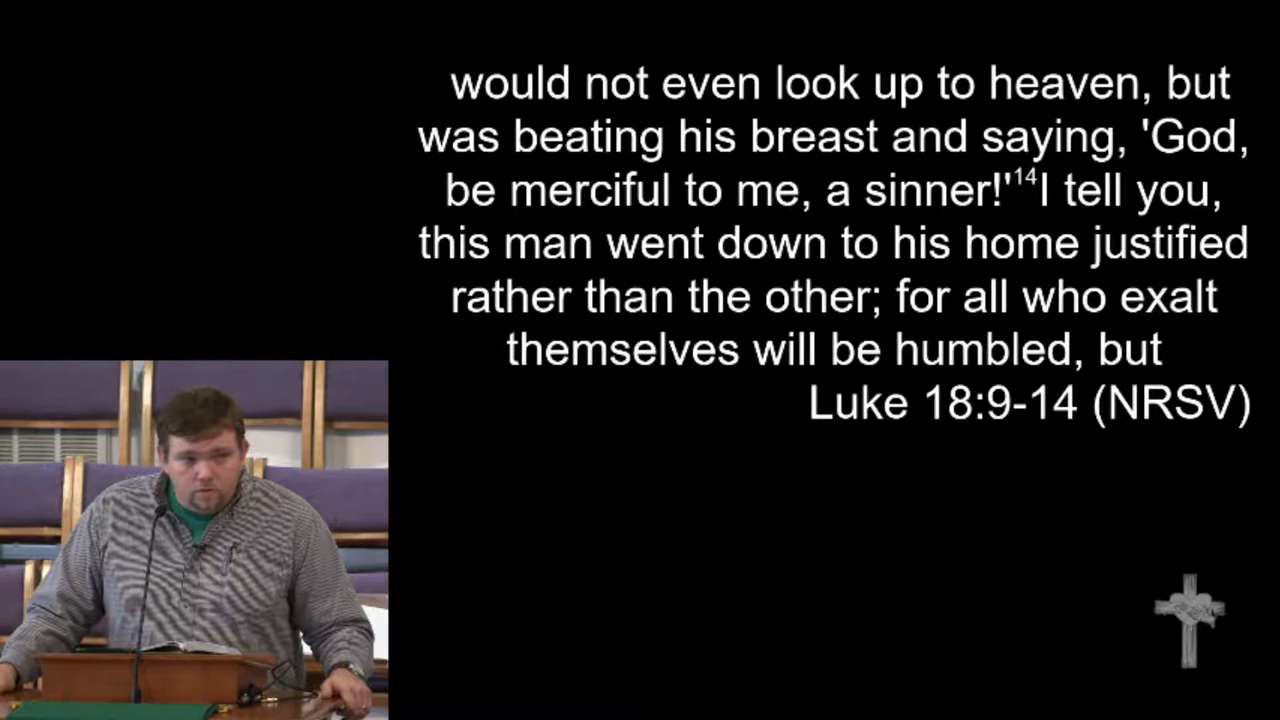 would not even look up to heaven, but
was beating his breast and saying, 'God,
be merciful to me, a sinner!'14I tell you,
this man went down to his home justified
rather than the other; for all who exalt
themselves will be humbled, but
Luke 18:9-14 (NRSV)